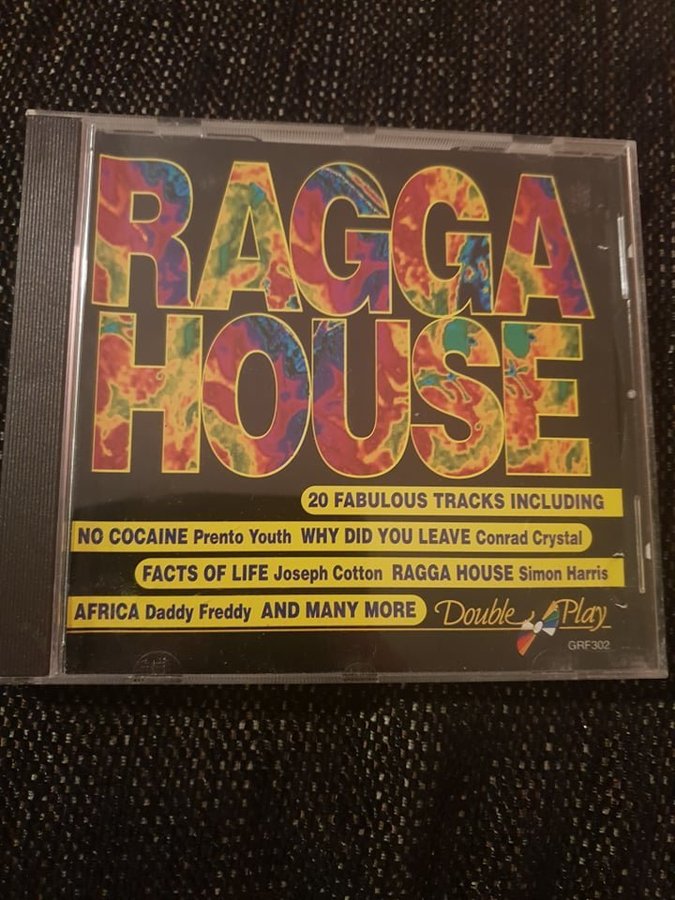 RAGGA
HOUSE
20 FABULOUS TRACKS INCLUDING
NO COCAINE Prento Youth WHY DID YOU LEAVE Conrad Crystal
FACTS OF LIFE Joseph Cotton RAGGA HOUSE Simon Harris
AFRICA Daddy Freddy AND MANY MORE Double Play
GRF302